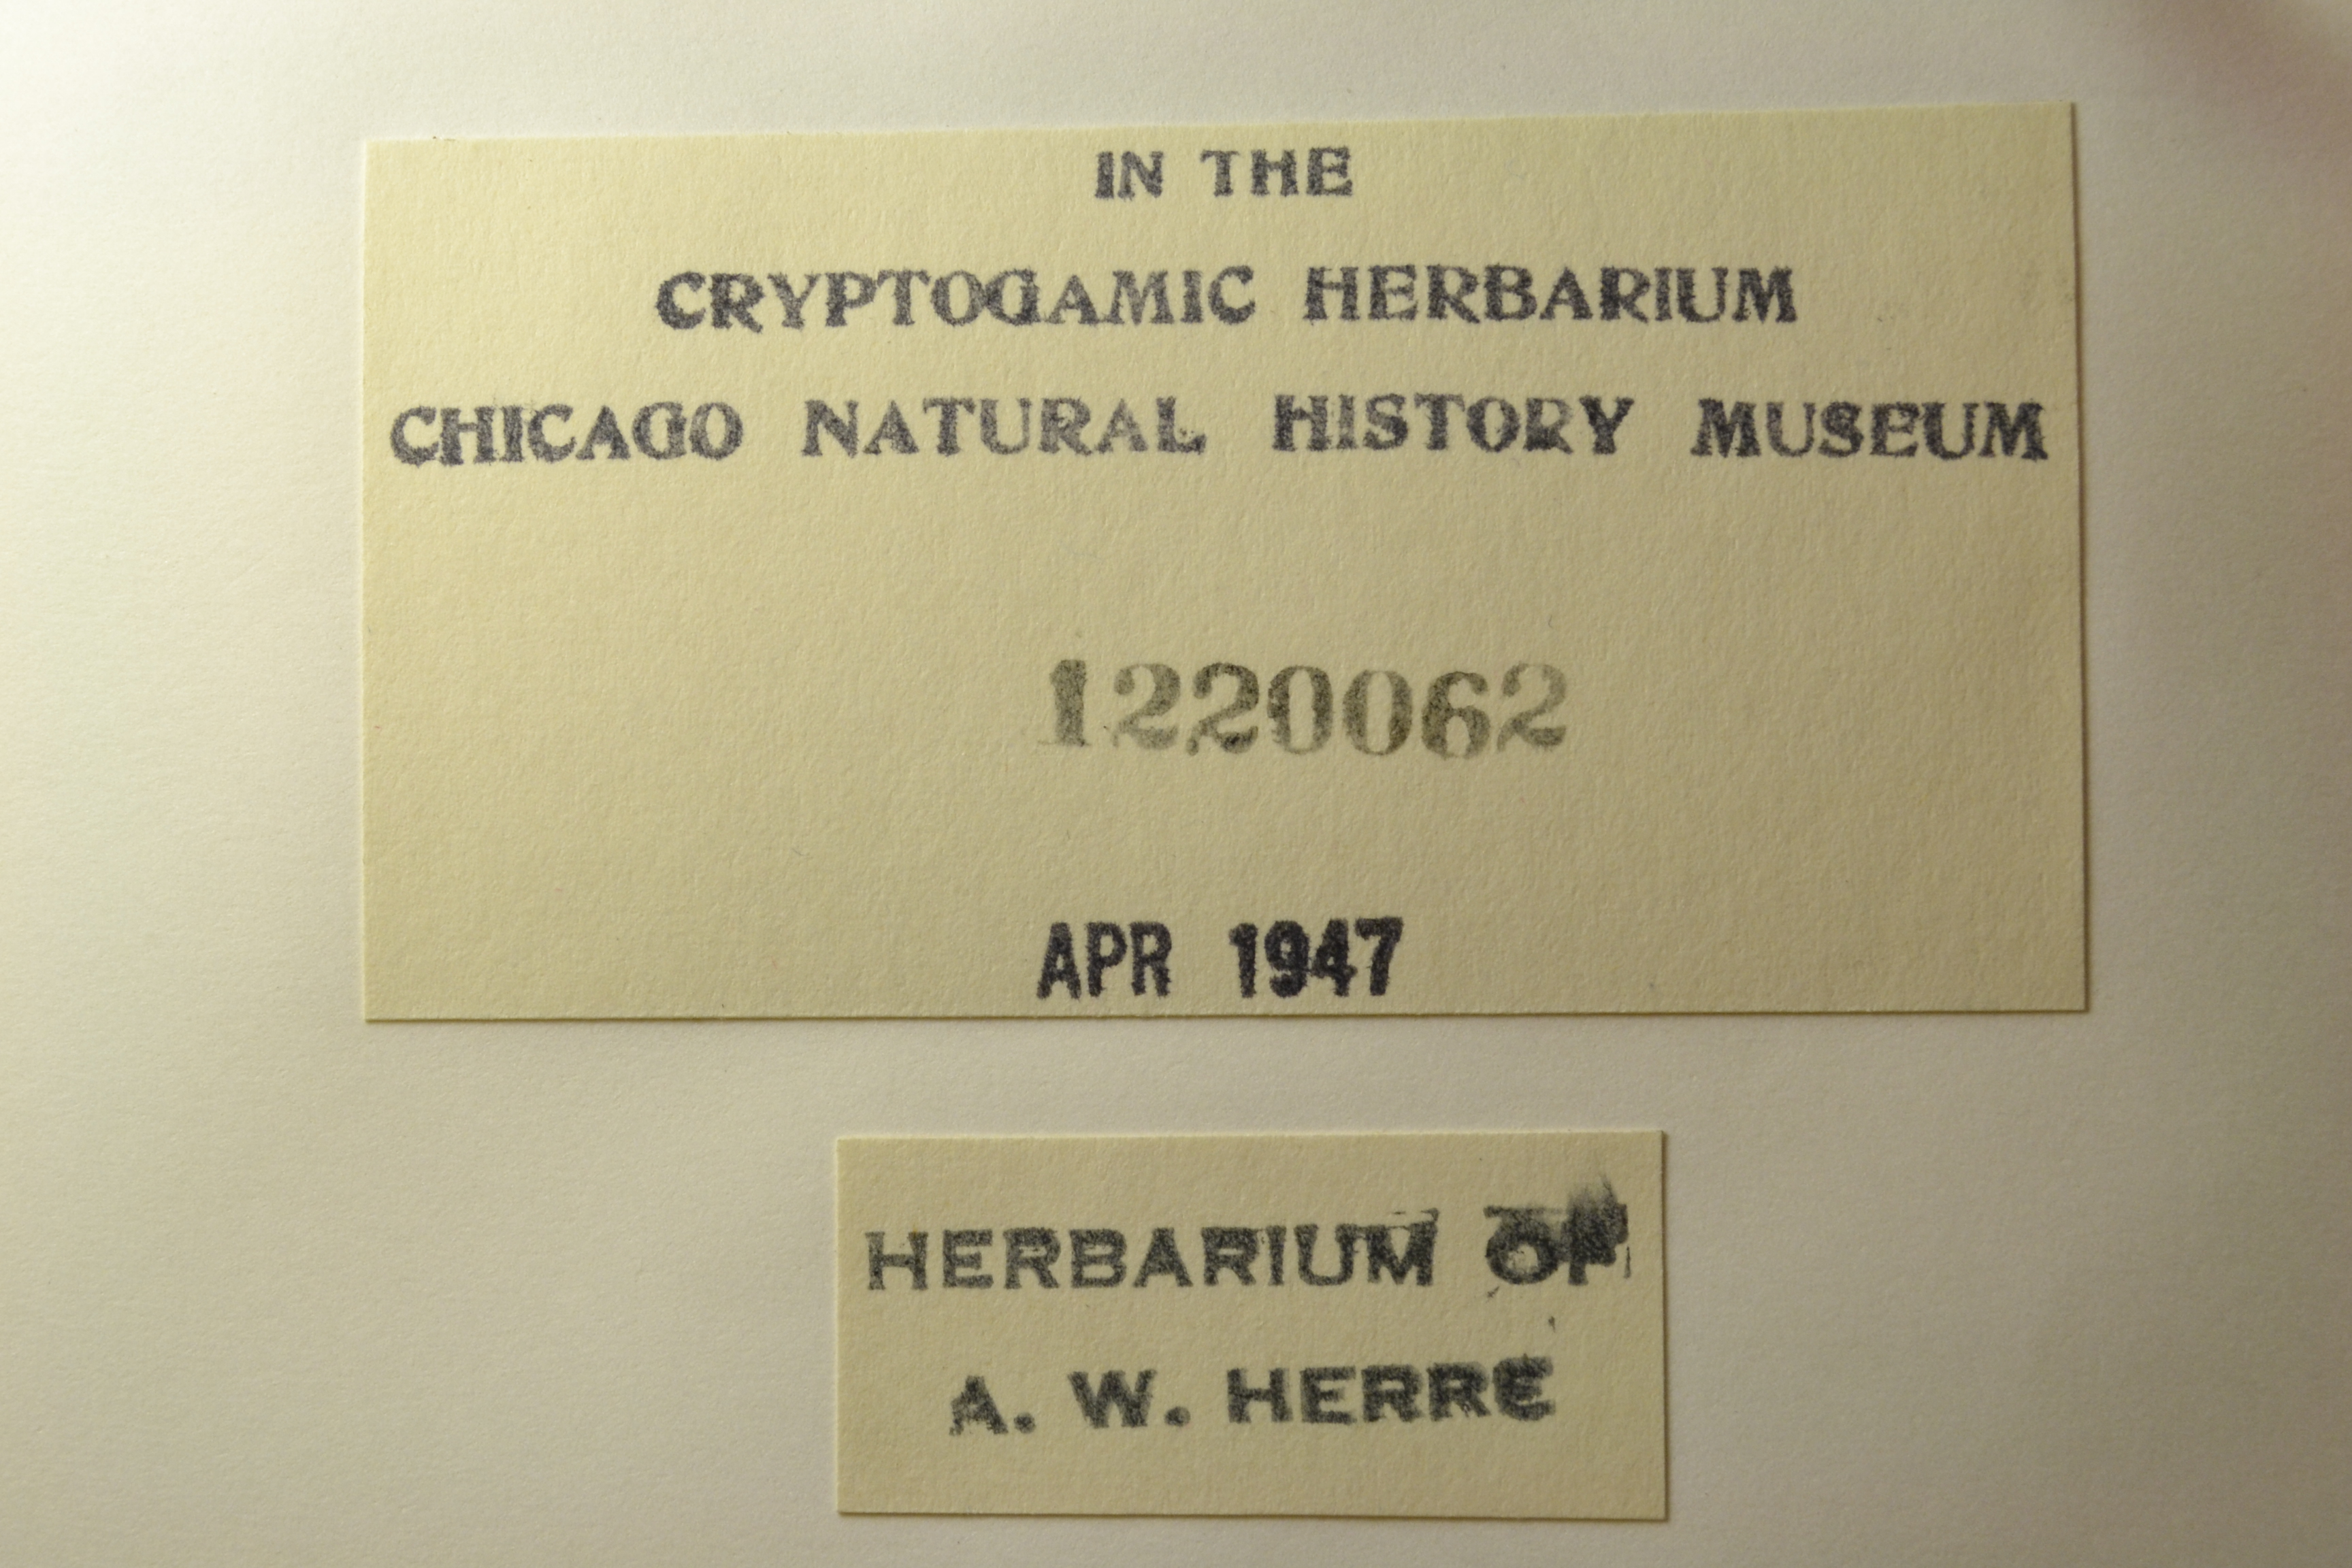 IN THE
CRYPTOGAMIC HERBARIUM
CHICAGO NATURAL HISTORY MUSEUM
1220062
APR 1947
HERBARIUM OF
A. W. HERRE